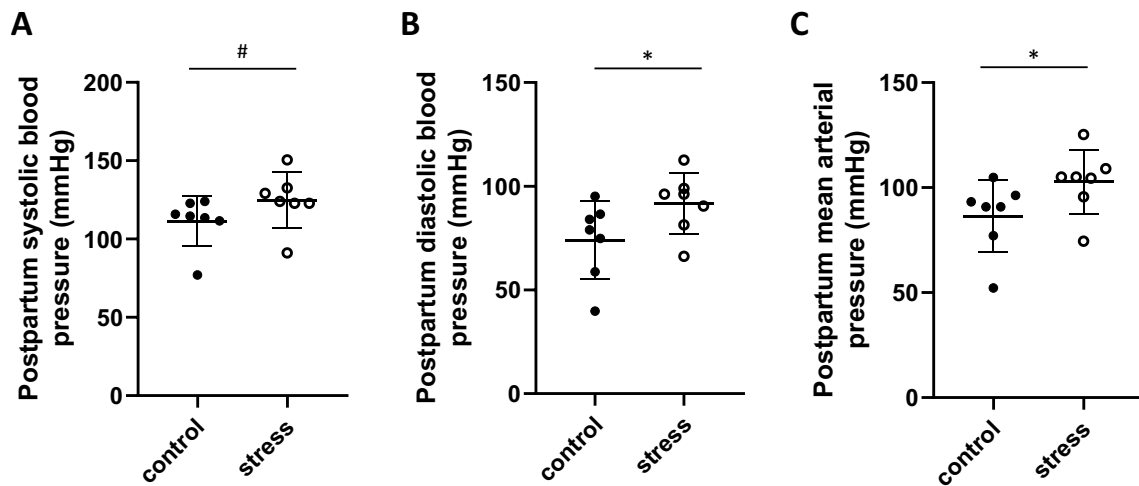 A
Postpartum systolic blood
pressure (mmHg)
200
150
100
50
0
#
control
stress
B
Postpartum diastolic blood
pressure (mmHg)
150
100
50
0
*
control
stress
C
Postpartum mean arterial
pressure (mmHg)
150
100
50
0
*
control
stress